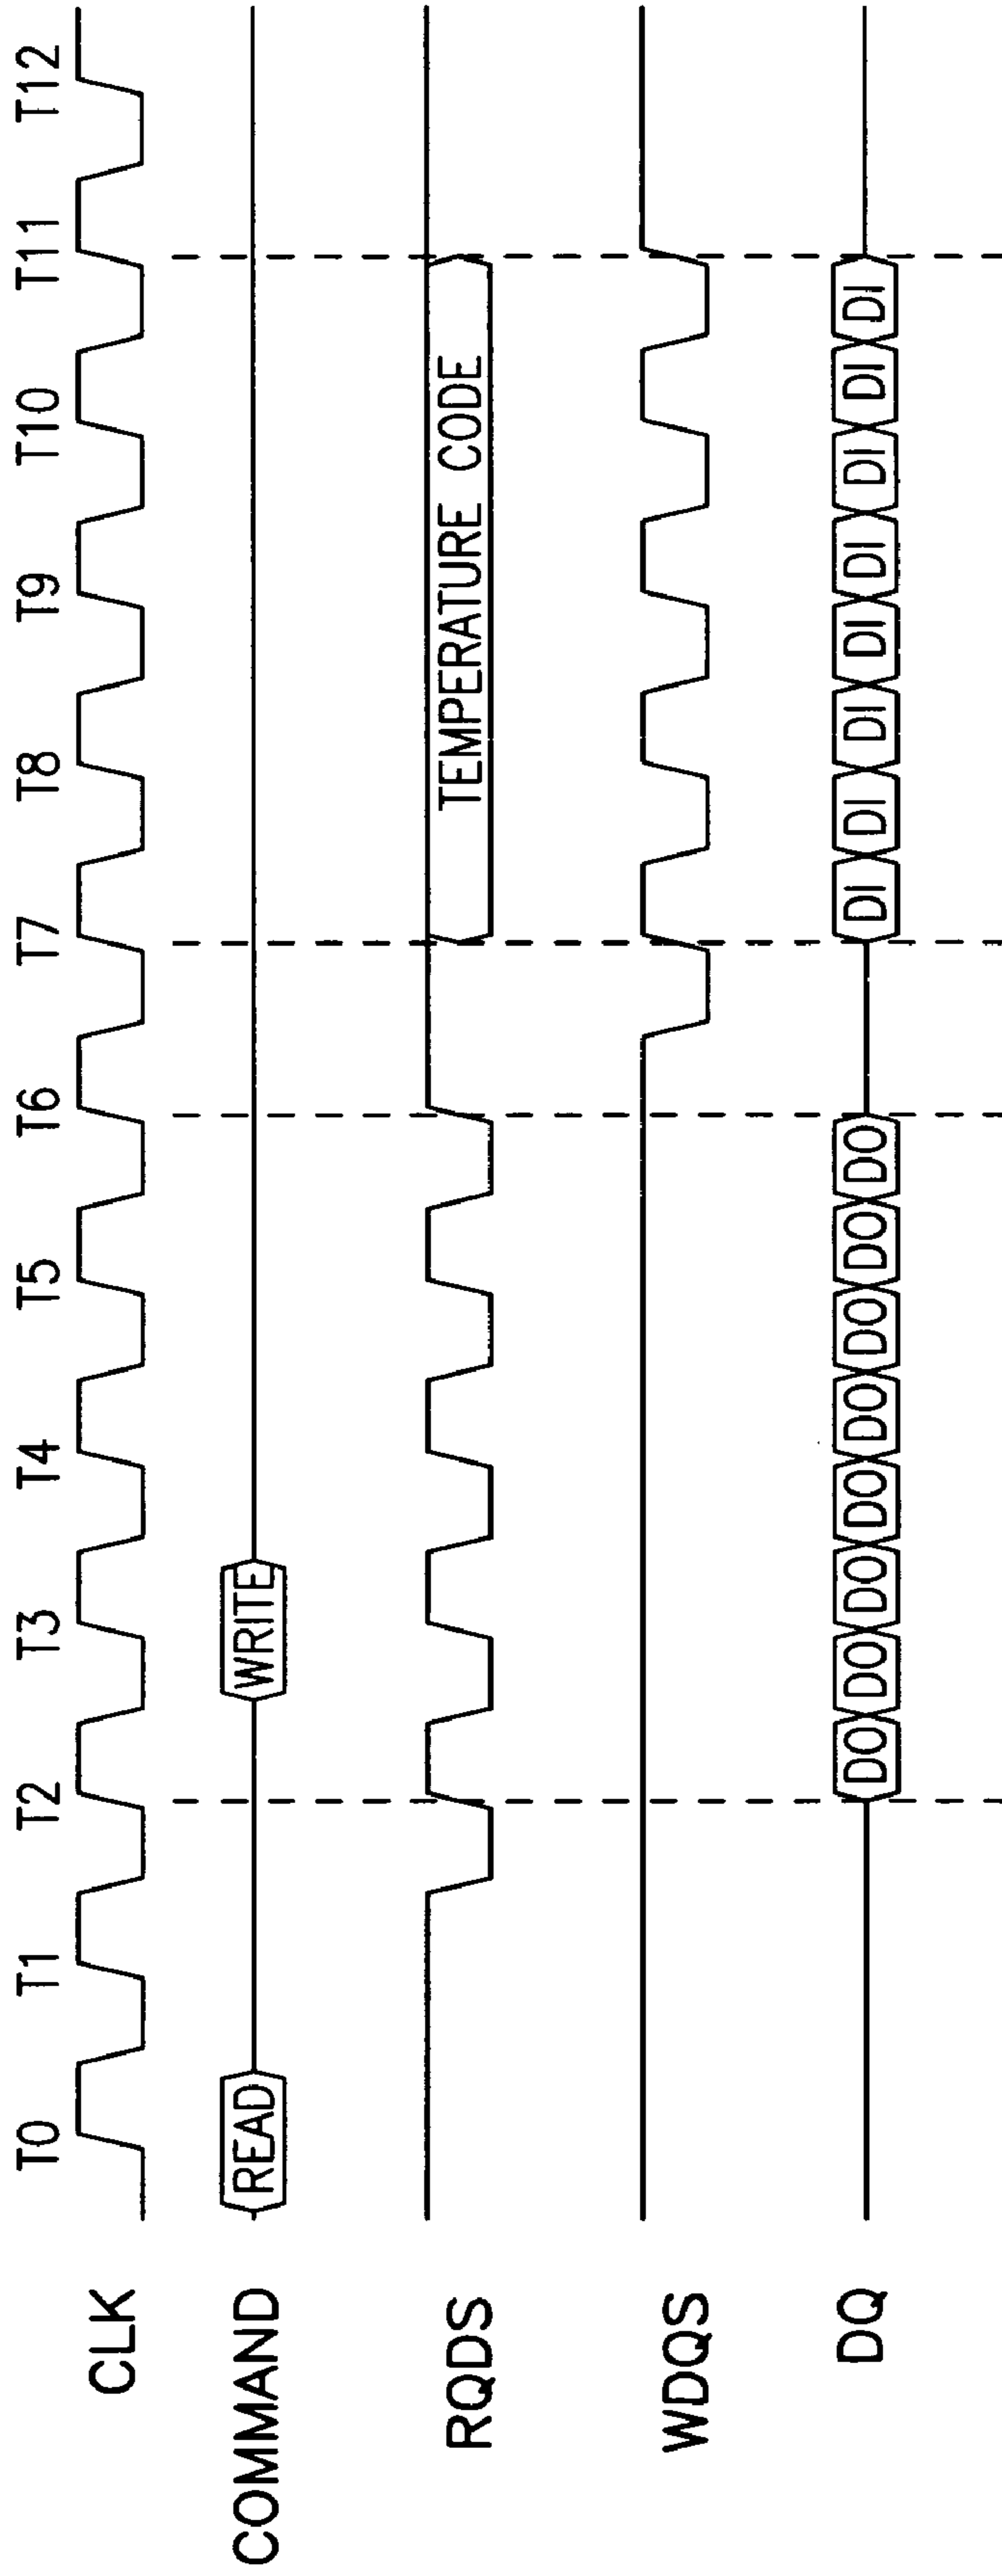 T0 T1 T2 T3 T4 T5 T6 T7 T8 T9 T10 T11 T12
CLK
COMMAND READ WRITE
RQDS TEMPERATURE CODE
WDQS
DQ DO DO DO DO DO DO DO DO DI DI DI DI DI DI DI DI